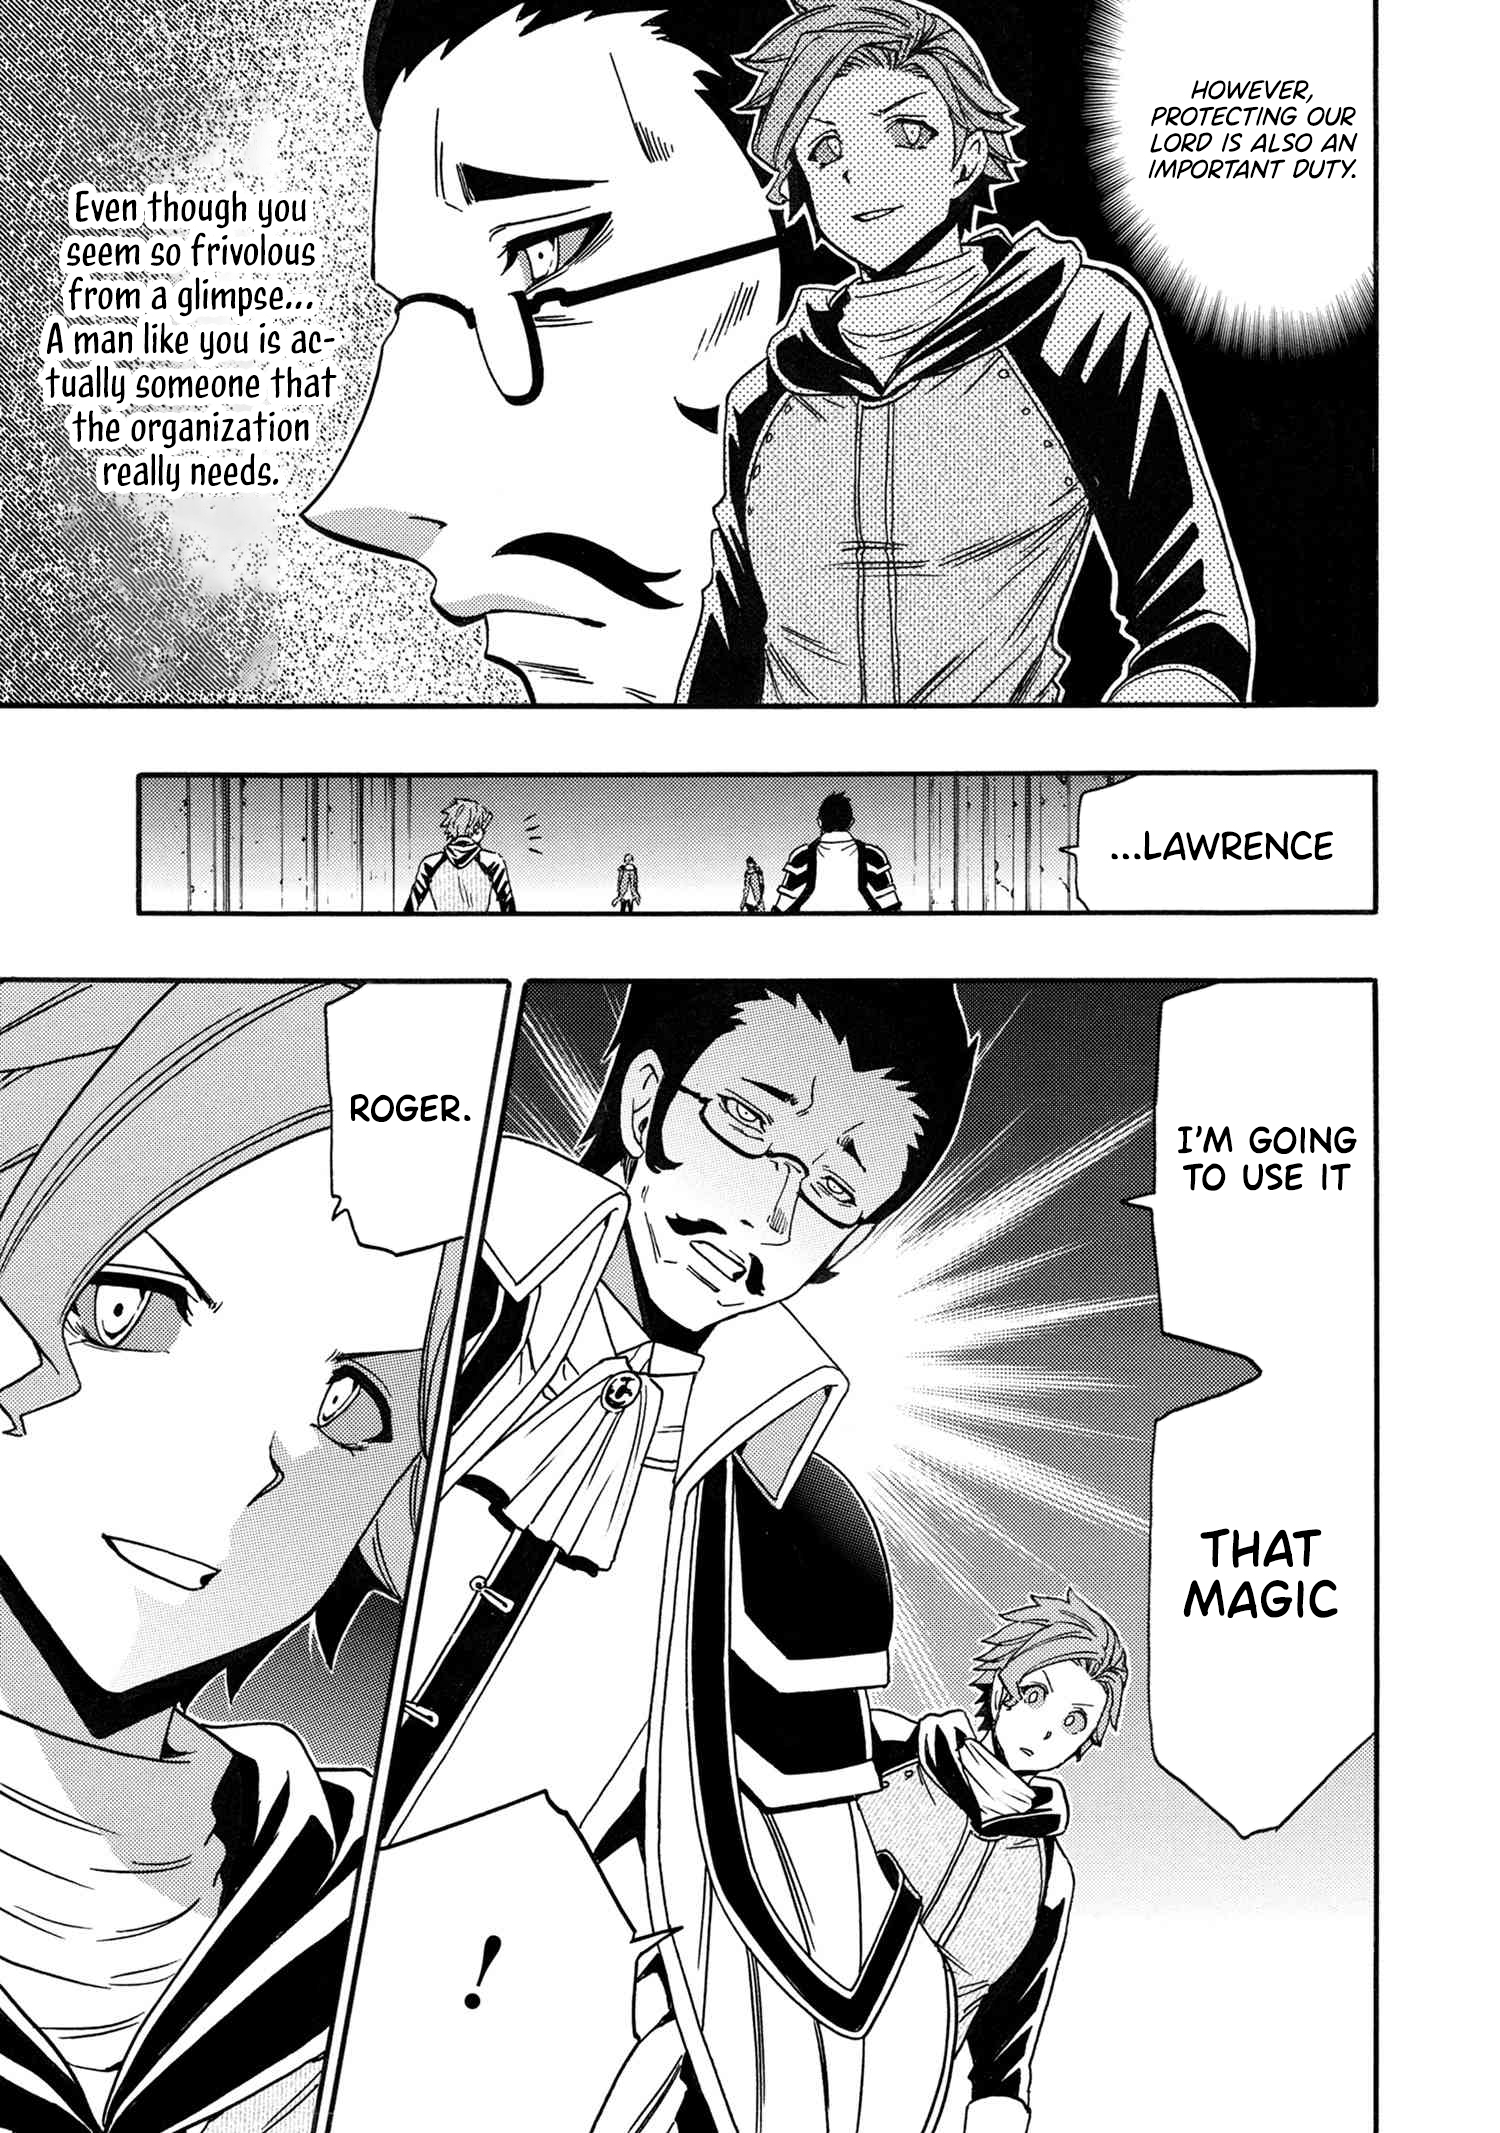 HOWEVER,
PROTECTING OUR
LORD IS ALSO AN
IMPORTANT DUTY.
Even though you
seem so frivolous
from a glimpse...
A man like you is ac-
tually someone that
the organization
really needs.
...LAWRENCE
I'M GOING
TO USE IT
THAT
MAGIC
!
ROGER.